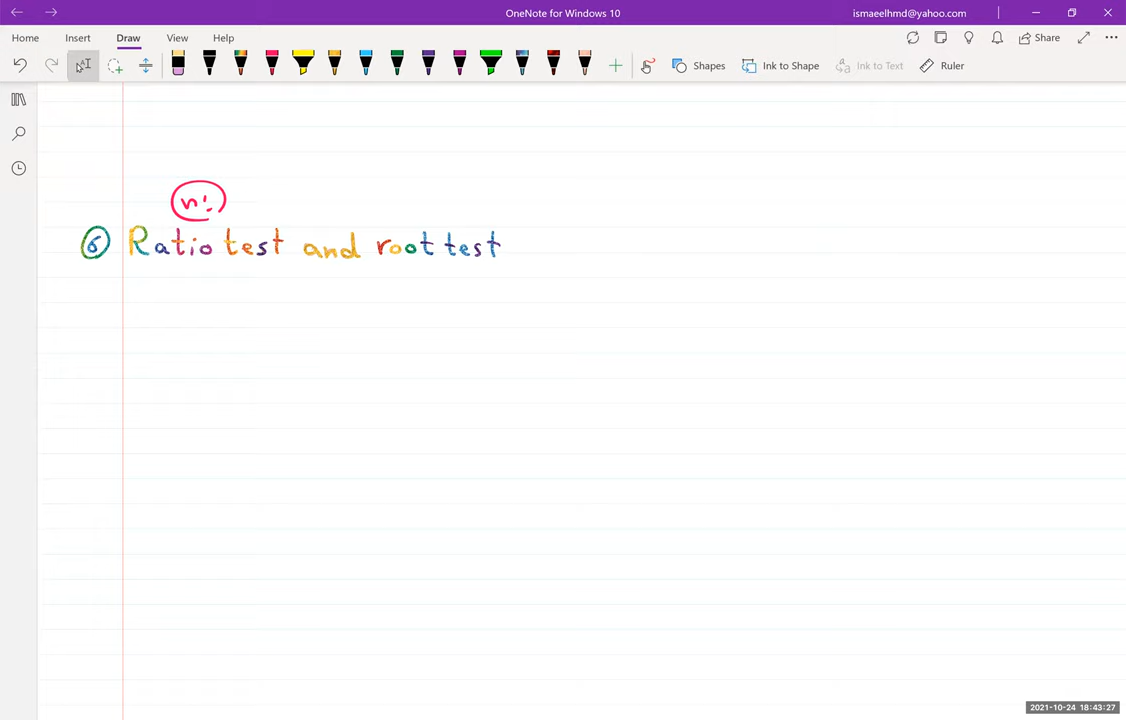 OneNote for Windows 10
ismaeelhmd@yahoo.com
Home Insert Draw View Help
Share
Shapes Ink to Shape Ink to Text Ruler
n!
6 Ratio test and root test
2021-10-24 18:43:27